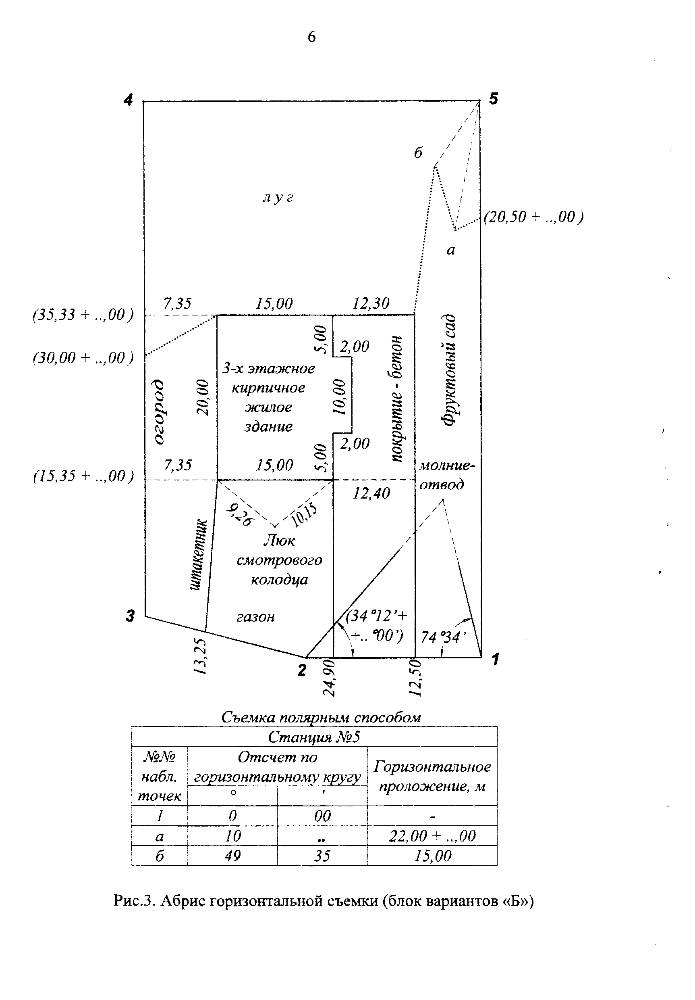 6
4
5
б
л у г
(20,50 + ..,00 )
а
7,35
15,00
12,30
(35,33 + ..,00 )
5,00
2,00
(30,00 + ..,00 )
3-х этажное
кирпичное
жилое
здание
огород
20,00
10,00
покрытие - бетон
Фруктовый сад
2,00
5,00
7,35
15,00
молние-
отвод
(15,35 + ..,00 )
12,40
9,26
10,15
штакетник
Люк
смотрового
колодца
3
газон
(34°12’+
+.. °00’)
74°34’
13,25
2
24,90
12,50
1
Съемка полярным способом
Станция №5
№№
набл.
точек
Отсчет по
горизонтальному кругу
Горизонтальное
проложение, м
° ′
1 0 00 -
а 10 .. 22,00 + ..,00
б 49 35 15,00
Рис.3. Абрис горизонтальной съемки (блок вариантов «Б»)